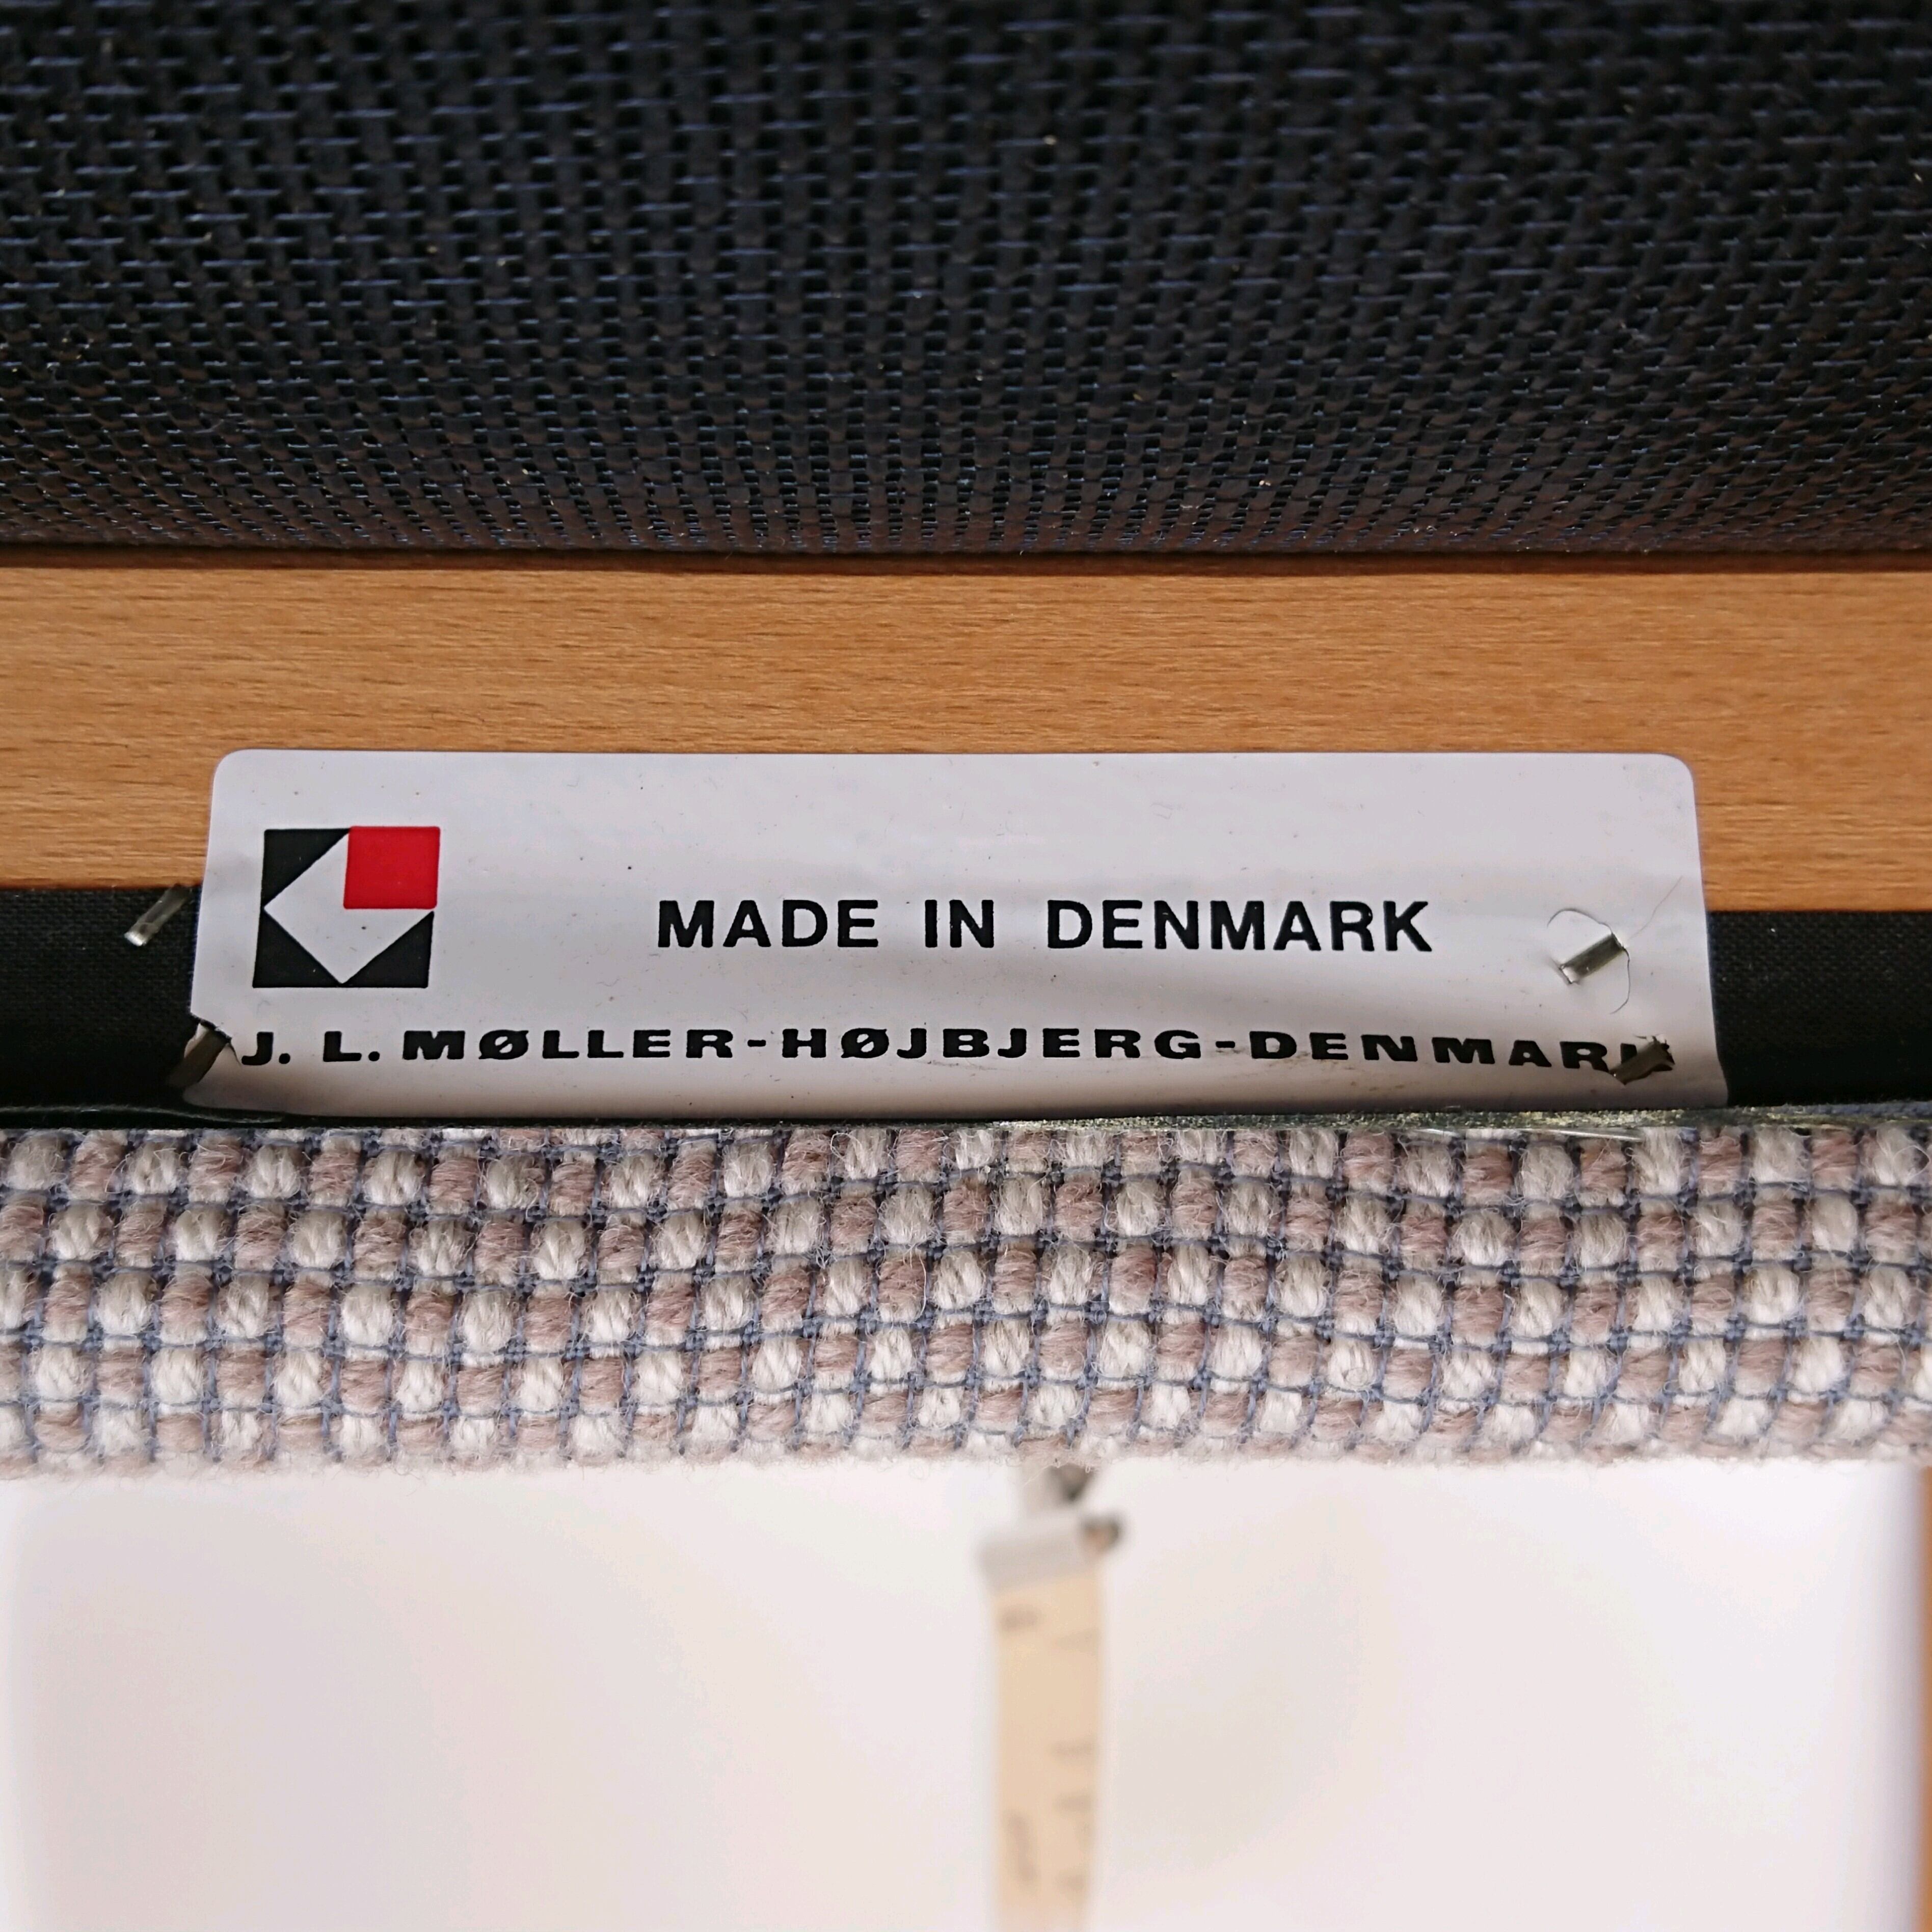 MADE IN DENMARK
J. L. MØLLER-HØJBJERG-DENMARK